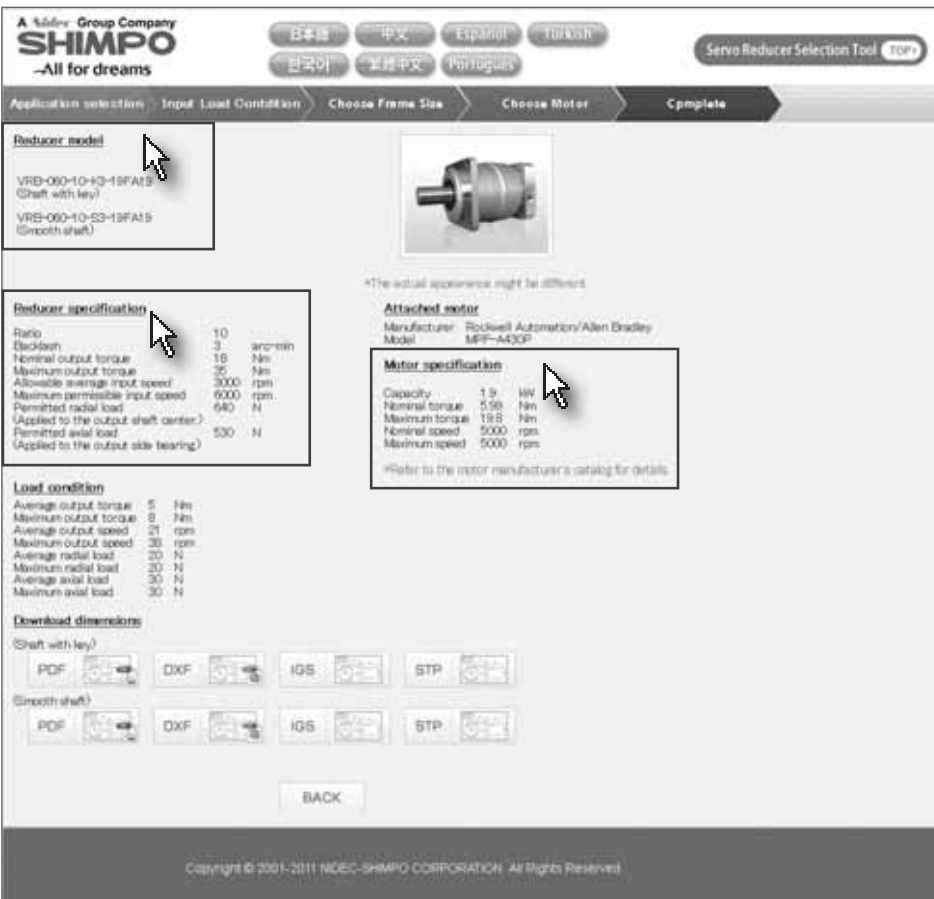 A Nidec Group Company
SHIMPO
All for dreams
日本語 中文 Español Turkish
한국어 繁體中文 Português
Servo Reducer Selection Tool TOP
Application selection Input Load Contdition Choose Frame Size Choose Motor Cpmplete
Reducer model
VRB-060-10-K3-19FA19
(Shaft with key)
VRB-060-10-S3-19FA19
(Smooth shaft)
*The actual appearance might be different
Reducer specification
Ratio 10
Backlash 3 arc-min
Nominal output torque 18 Nm
Maximum output torque 35 Nm
Allowable average input speed 3000 rpm
Maximum permissible input speed 6000 rpm
Permitted radial load 640 N
(Applied to the output shaft center.)
Permitted axial load 530 N
(Applied to the output side bearing)
Attached motor
Manufacturer Rockwell Automation/Allen Bradley
Model MPF-A430P
Motor specification
Capacity 1.9 kW
Nominal torque 5.98 Nm
Maximum torque 19.8 Nm
Nominal speed 5000 rpm
Maximum speed 5000 rpm
*Refer to the motor manufacturer's catalog for details
Load condition
Average output torque 5 Nm
Maximum output torque 8 Nm
Average output speed 21 rpm
Maximum output speed 38 rpm
Average radial load 20 N
Maximum radial load 20 N
Average axial load 30 N
Maximum axial load 30 N
Download dimensions
(Shaft with key)
PDF DXF IGS STP
(Smooth shaft)
PDF DXF IGS STP
BACK
Copyright © 2001-2011 NIDEC-SHIMPO CORPORATION All Rights Reserved